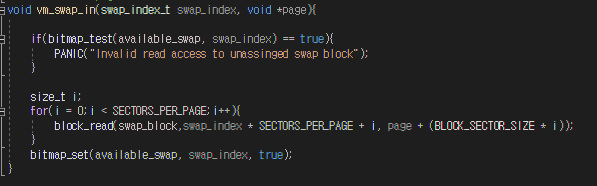 void vm_swap_in(swap_index_t swap_index, void *page){
if(bitmap_test(available_swap, swap_index) == true){
PANIC("Invalid read access to unassinged swap block");
}
size_t i;
for(i = 0;i < SECTORS_PER_PAGE;i++){
block_read(swap_block,swap_index * SECTORS_PER_PAGE + i, page + (BLOCK_SECTOR_SIZE * i));
}
bitmap_set(available_swap, swap_index, true);
}